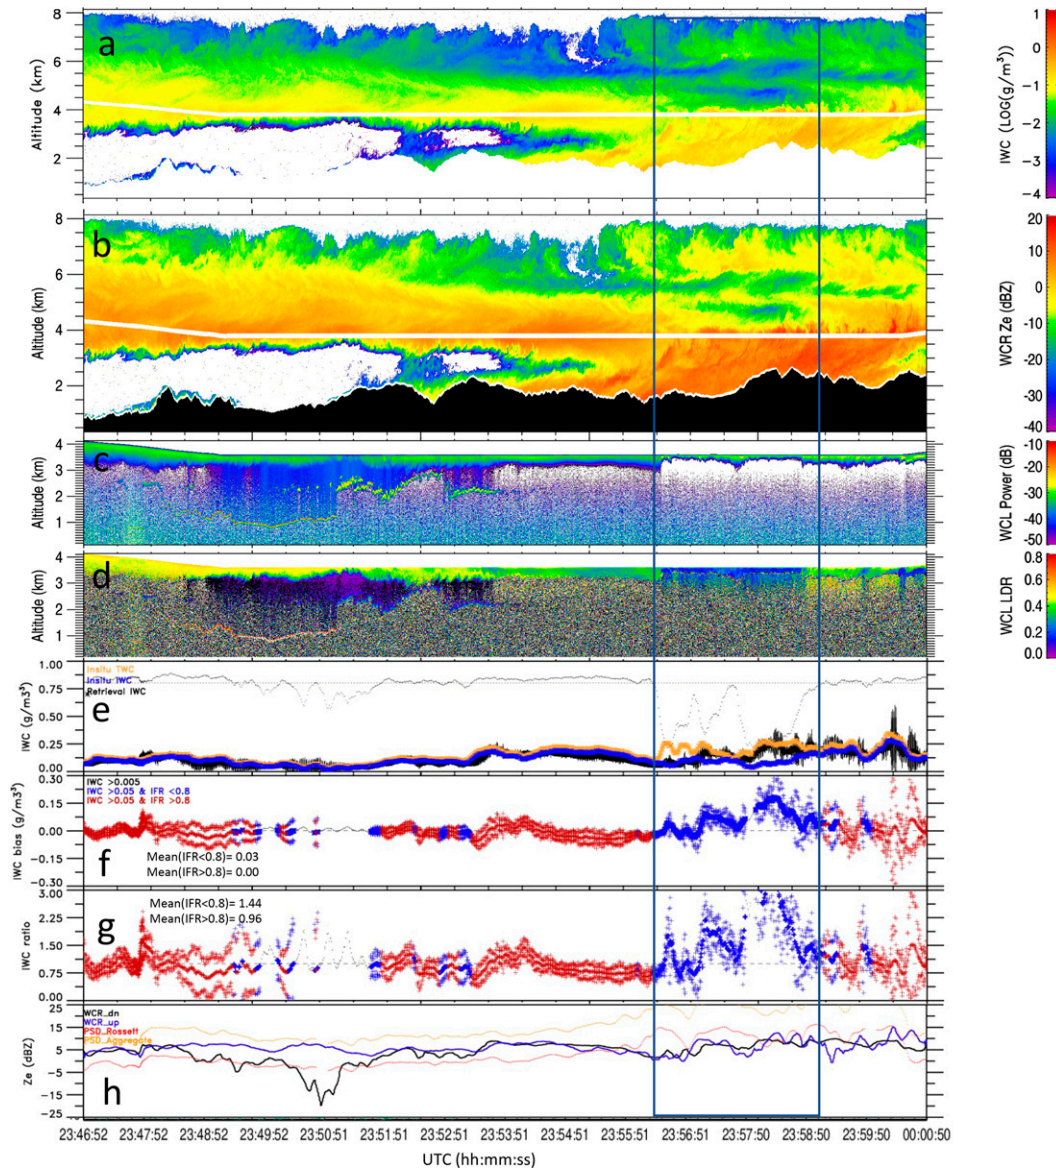 8
6
4
2
Altitude (km)
a
1
0
-1
-2
-3
-4
IWC (LOG(g/m³))
8
6
4
2
Altitude (km)
b
20
10
0
-10
-20
-30
-40
WCR Ze (dBZ)
4
3
2
1
Altitude (km)
c
-10
-20
-30
-40
-50
WCL Power (dB)
4
3
2
1
Altitude (km)
d
0.8
0.6
0.4
0.2
0.0
WCL LDR
1.00
0.75
0.50
0.25
0.00
IWC (g/m3³)
Insitu TWC
Insitu IWC
Retrieval IWC
e
0.30
0.15
0.00
-0.15
-0.30
IWC bias (g/m3³)
IWC >0.005
IWC >0.05 & IFR <0.8
IWC >0.05 & IFR >0.8
f
Mean(IFR<0.8)= 0.03
Mean(IFR>0.8)= 0.00
3.00
2.25
1.50
0.75
0.00
IWC ratio
g
Mean(IFR<0.8)= 1.44
Mean(IFR>0.8)= 0.96
25
15
5
-5
-15
-25
Ze (dBZ)
WCR_dn
WCR_up
PSD_Rossett
PSD_Aggregate
h
23:46:52 23:47:52 23:48:52 23:49:52 23:50:51 23:51:51 23:52:51 23:53:51 23:54:51 23:55:51 23:56:51 23:57:50 23:58:50 23:59:50 00:00:50
UTC (hh:mm:ss)